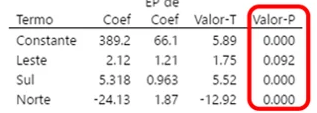 EP de
Termo Coef Coef Valor-T Valor-P
Constante 389.2 66.1 5.89 0.000
Leste 2.12 1.21 1.75 0.092
Sul 5.318 0.963 5.52 0.000
Norte -24.13 1.87 -12.92 0.000